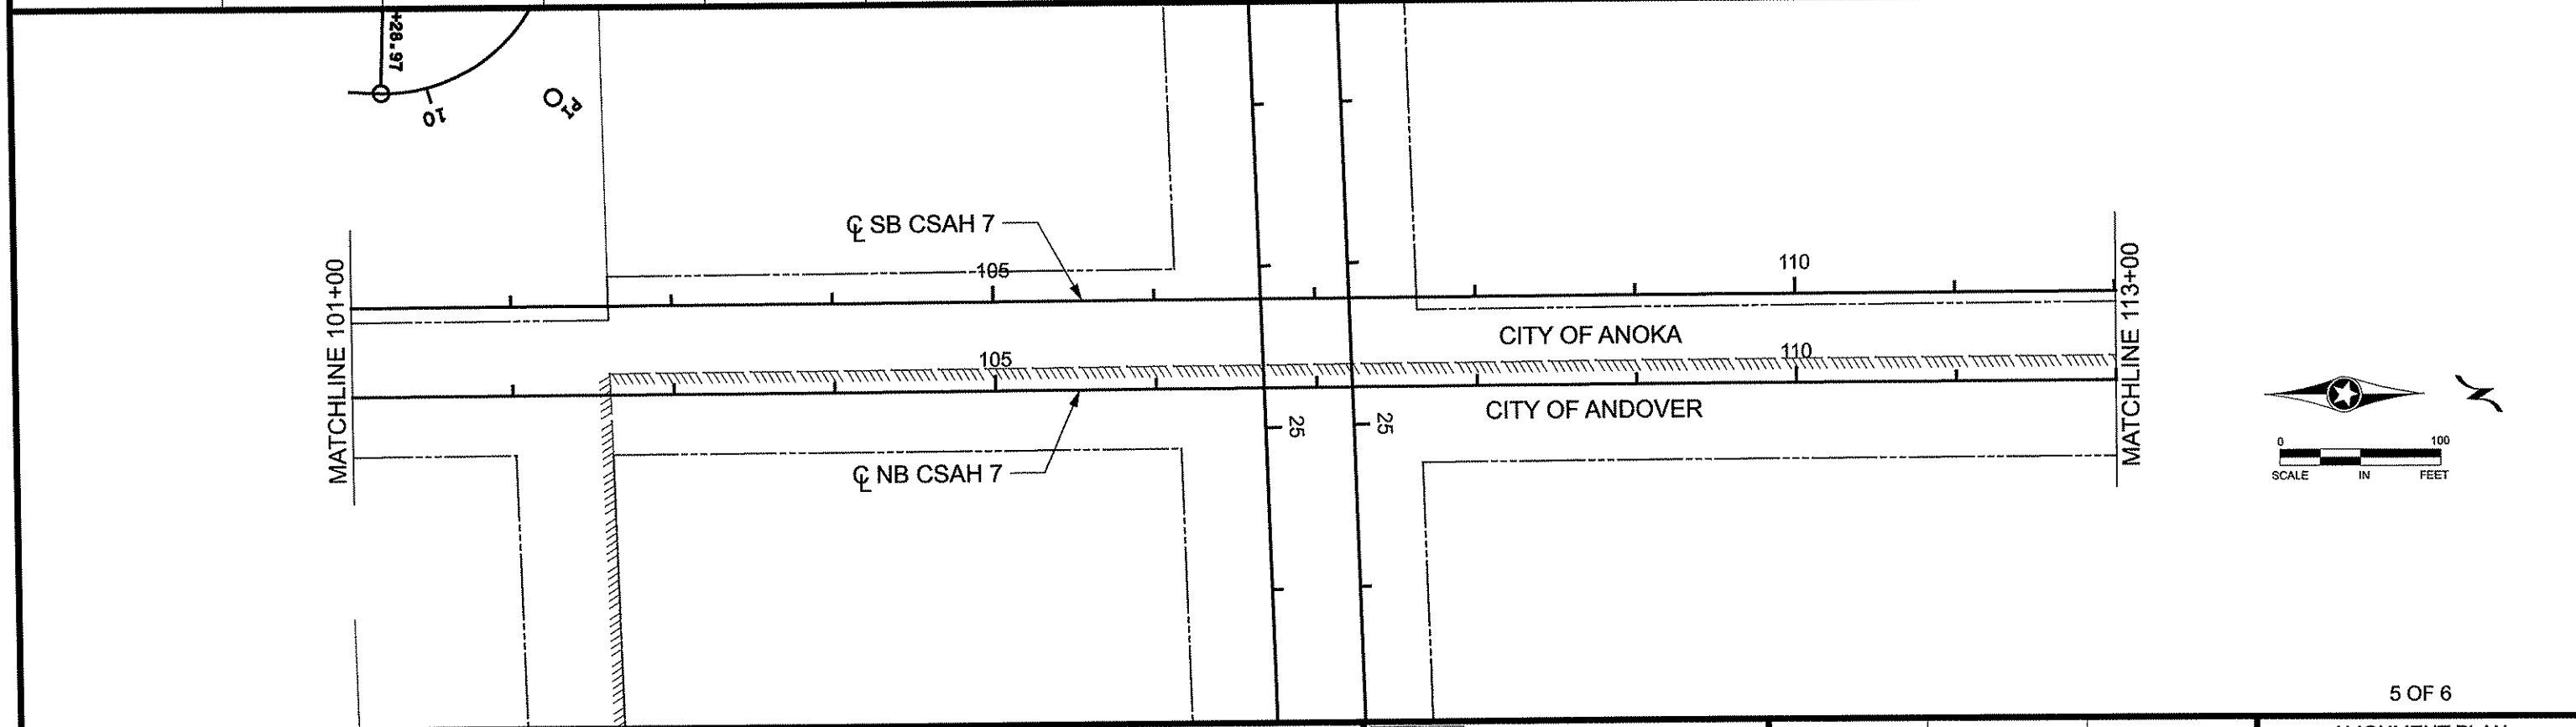 +28.97
10
PI
℄ SB CSAH 7
105
110
MATCHLINE 101+00
MATCHLINE 113+00
CITY OF ANOKA
105
110
CITY OF ANDOVER
25
25
℄ NB CSAH 7
N
0 100
SCALE IN FEET
5 OF 6